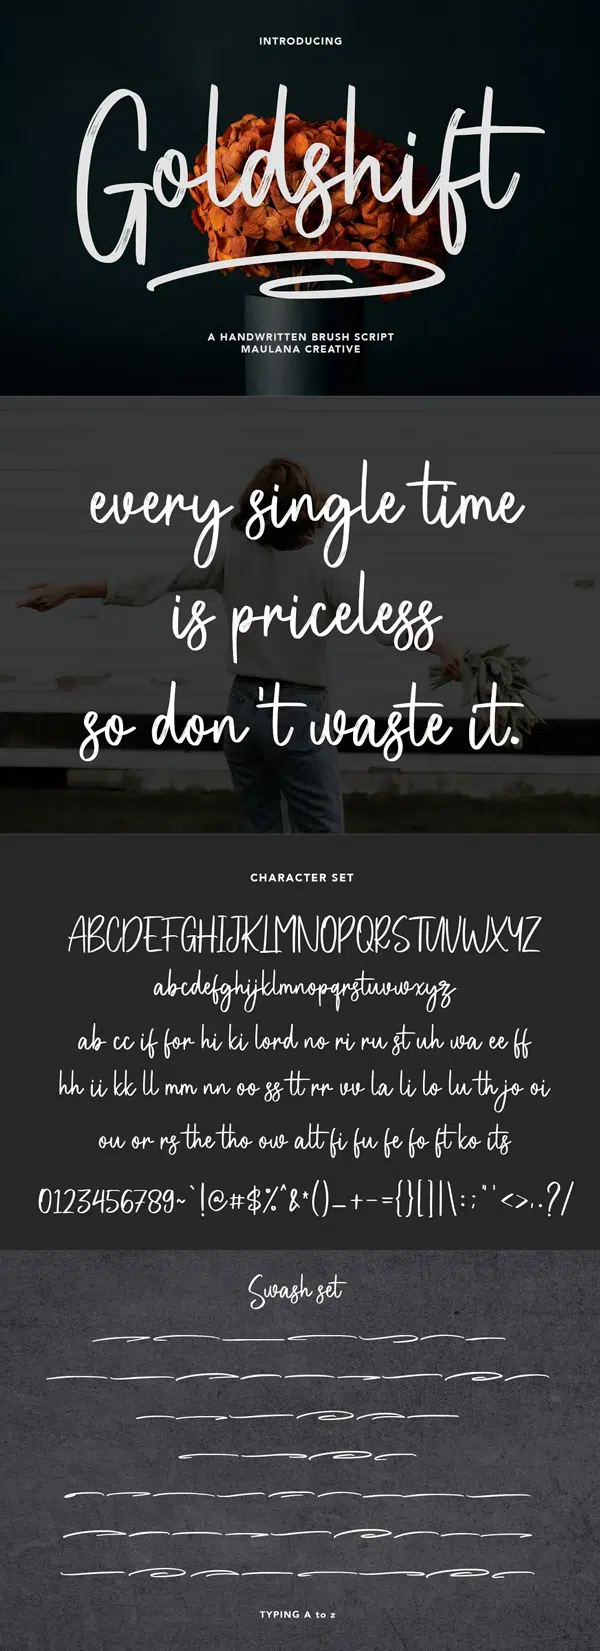 INTRODUCING
Goldshift
A HANDWRITTEN BRUSH SCRIPT
MAULANA CREATIVE
every single time
is priceless
so don't waste it.
CHARACTER SET
ABCDEFGHIJKLMNOPQRSTUVWXYZ
abcdefghijklmnopqrstuvwxyz
ab cc if for hi ki lord no ri ru st uh wa ee ff
hh ii kk ll mm nn oo ss tt rr vv la li lo lu th jo oi
ou or rs the tho ow alt fi fu fe fo ft ko its
0123456789~`!@#$%^&*()_+-={}[]|\:;"'<>,.?/
Swash set
TYPING A to z